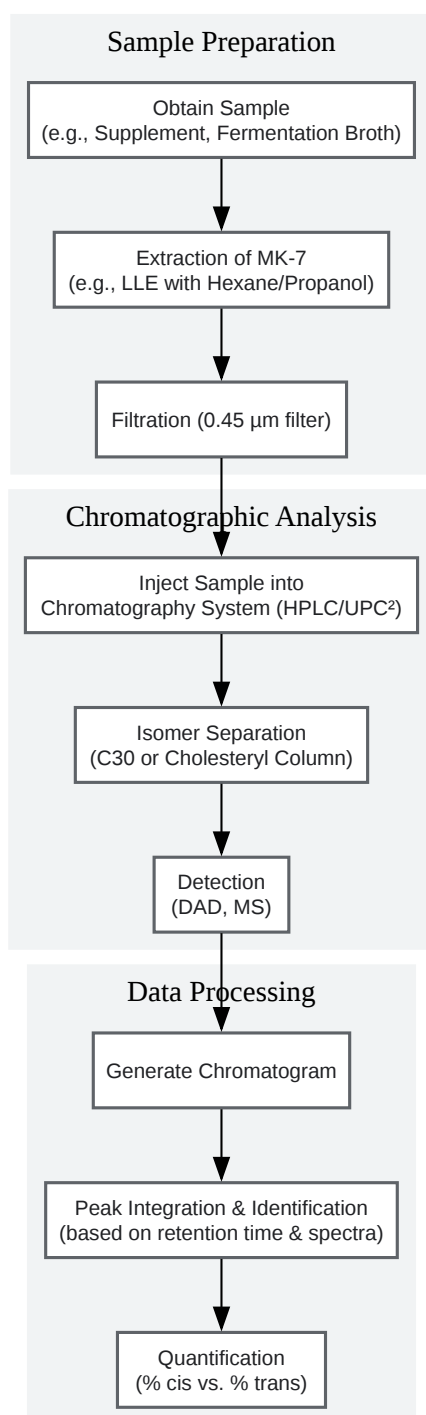 Sample Preparation
Obtain Sample
(e.g., Supplement, Fermentation Broth)
Extraction of MK-7
(e.g., LLE with Hexane/Propanol)
Filtration (0.45 µm filter)
Chromatographic Analysis
Inject Sample into
Chromatography System (HPLC/UPC²)
Isomer Separation
(C30 or Cholesteryl Column)
Detection
(DAD, MS)
Data Processing
Generate Chromatogram
Peak Integration & Identification
(based on retention time & spectra)
Quantification
(% cis vs. % trans)